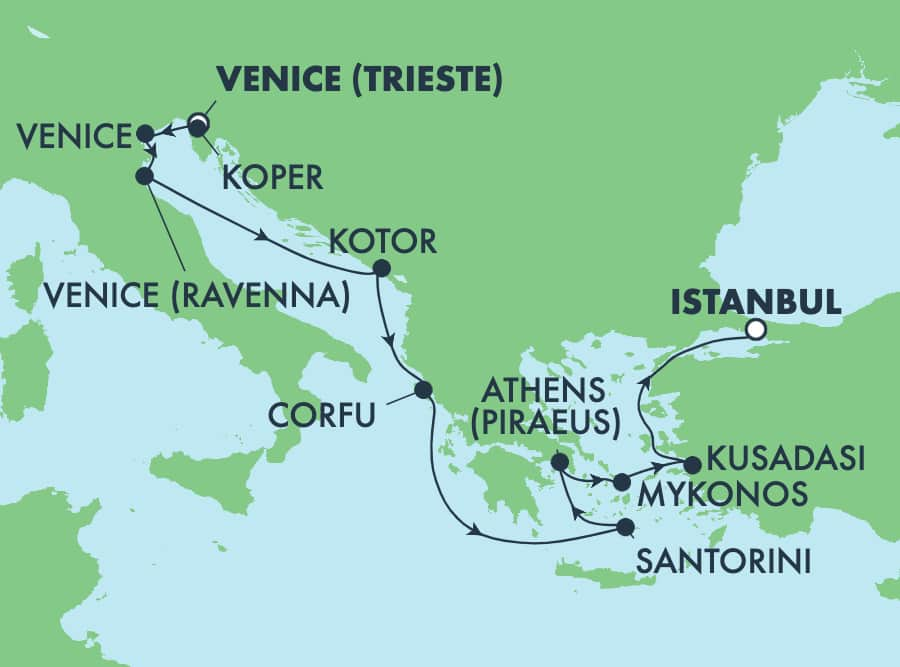 VENICE (TRIESTE)
VENICE
KOPER
KOTOR
VENICE (RAVENNA)
ISTANBUL
ATHENS
(PIRAEUS)
CORFU
KUSADASI
MYKONOS
SANTORINI